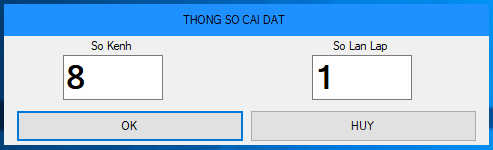 THONG SO CAI DAT
So Kenh So Lan Lap
8 1
OK HUY